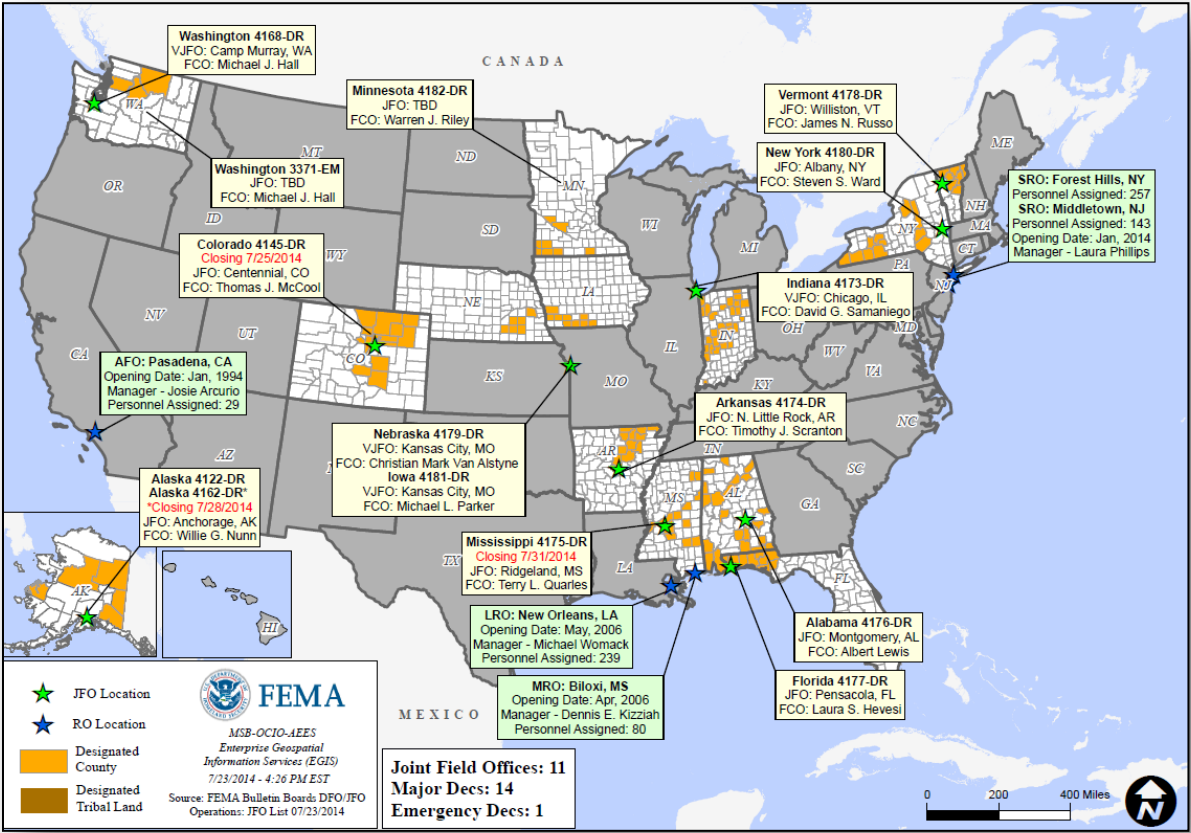 Washington 4168-DR
VJFO: Camp Murray, WA
FCO: Michael J. Hall
CANADA
Minnesota 4182-DR
JFO: TBD
FCO: Warren J. Riley
Vermont 4178-DR
JFO: Williston, VT
FCO: James N. Russo
New York 4180-DR
JFO: Albany, NY
FCO: Steven S. Ward
SRO: Forest Hills, NY
Personnel Assigned: 257
SRO: Middletown, NJ
Personnel Assigned: 143
Opening Date: Jan, 2014
Manager - Laura Phillips
Washington 3371-EM
JFO: TBD
FCO: Michael J. Hall
Colorado 4145-DR
Closing 7/25/2014
JFO: Centennial, CO
FCO: Thomas J. McCool
Indiana 4173-DR
VJFO: Chicago, IL
FCO: David G. Samaniego
AFO: Pasadena, CA
Opening Date: Jan, 1994
Manager - Josie Arcurio
Personnel Assigned: 29
Arkansas 4174-DR
JFO: N. Little Rock, AR
FCO: Timothy J. Scranton
Nebraska 4179-DR
VJFO: Kansas City, MO
FCO: Christian Mark Van Alstyne
Iowa 4181-DR
VJFO: Kansas City, MO
FCO: Michael L. Parker
Alaska 4122-DR
Alaska 4162-DR*
*Closing 7/28/2014
JFO: Anchorage, AK
FCO: Willie G. Nunn
Mississippi 4175-DR
Closing 7/31/2014
JFO: Ridgeland, MS
FCO: Terry L. Quarles
LRO: New Orleans, LA
Opening Date: May, 2006
Manager - Michael Womack
Personnel Assigned: 239
MRO: Biloxi, MS
Opening Date: Apr, 2006
Manager - Dennis E. Kizziah
Personnel Assigned: 80
Alabama 4176-DR
JFO: Montgomery, AL
FCO: Albert Lewis
Florida 4177-DR
JFO: Pensacola, FL
FCO: Laura S. Hevesi
WA
OR
CA
NV
ID
MT
WY
UT
AZ
CO
ND
SD
NE
KS
TX
MN
IA
MO
AR
LA
WI
IL
MI
IN
OH
KY
TN
MS
AL
GA
FL
SC
NC
VA
WV
MD
PA
NJ
NY
CT
MA
NH
ME
AK
HI
MEXICO
JFO Location
RO Location
Designated
County
Designated
Tribal Land
FEMA
MSB-OCIO-AEES
Enterprise Geospatial
Information Services (EGIS)
7/23/2014 - 4:26 PM EST
Source: FEMA Bulletin Boards DFO/JFO
Operations: JFO List 07/23/2014
Joint Field Offices: 11
Major Decs: 14
Emergency Decs: 1
0 200 400 Miles
N